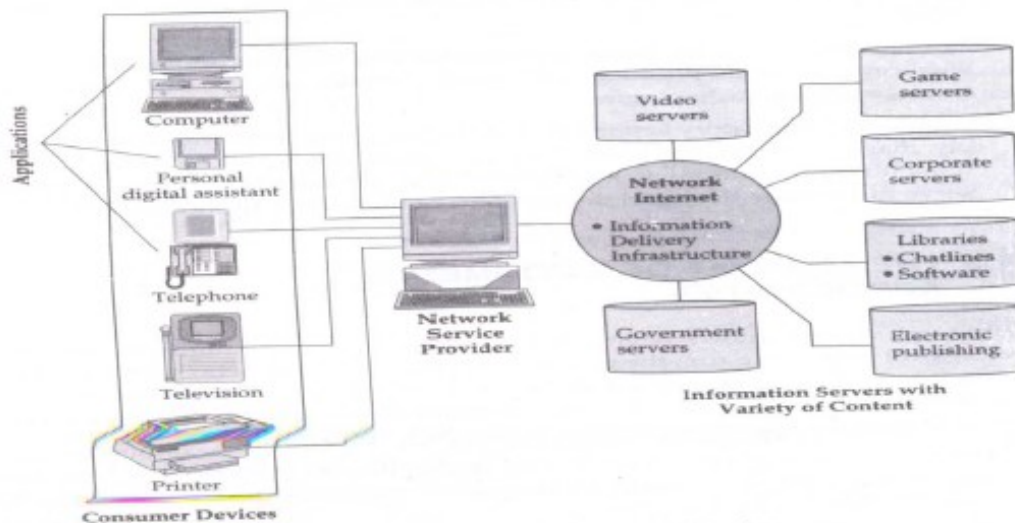 Applications
Computer
Personal
digital assistant
Telephone
Television
Printer
Consumer Devices
Network
Service
Provider
Network
Internet
• Information
Delivery
Infrastructure
Video
servers
Game
servers
Corporate
servers
Libraries
• Chatlines
• Software
Government
servers
Electronic
publishing
Information Servers with
Variety of Content